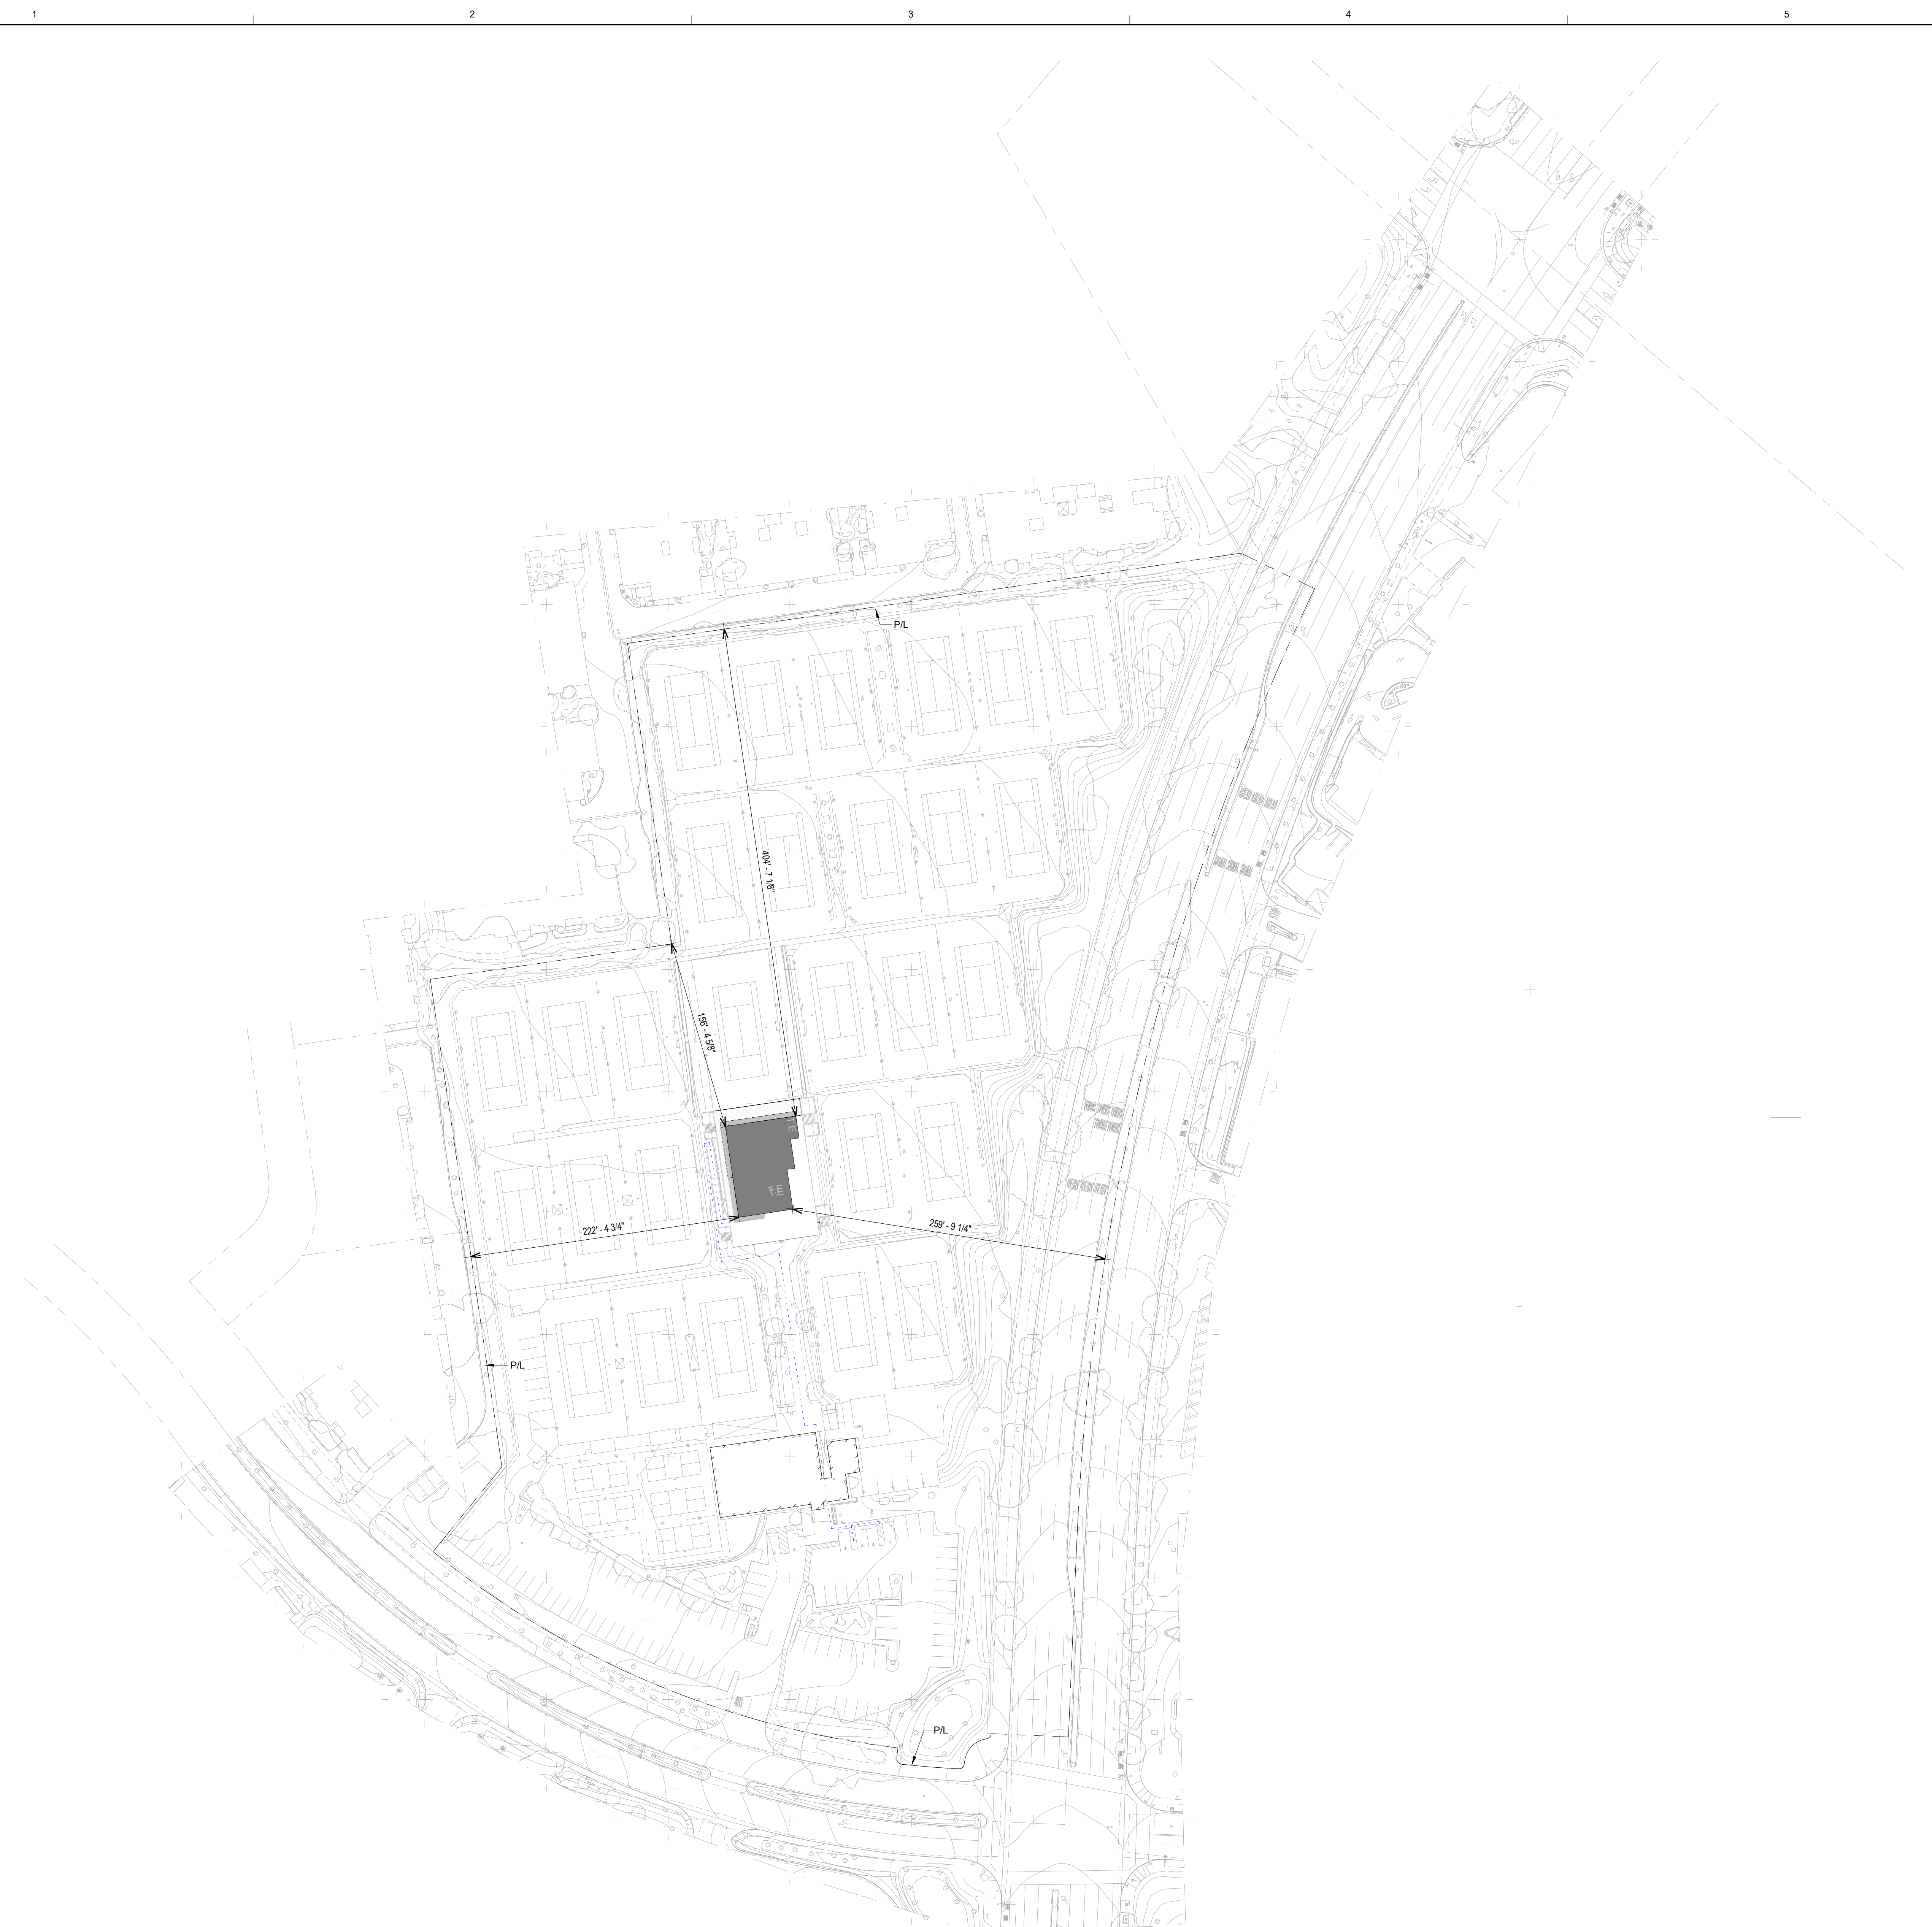 1 2 3 4 5
P/L
404' - 7 1/8"
156' - 4 5/8"
T.E
T.E
222' - 4 3/4"
259' - 9 1/4"
P/L
P/L